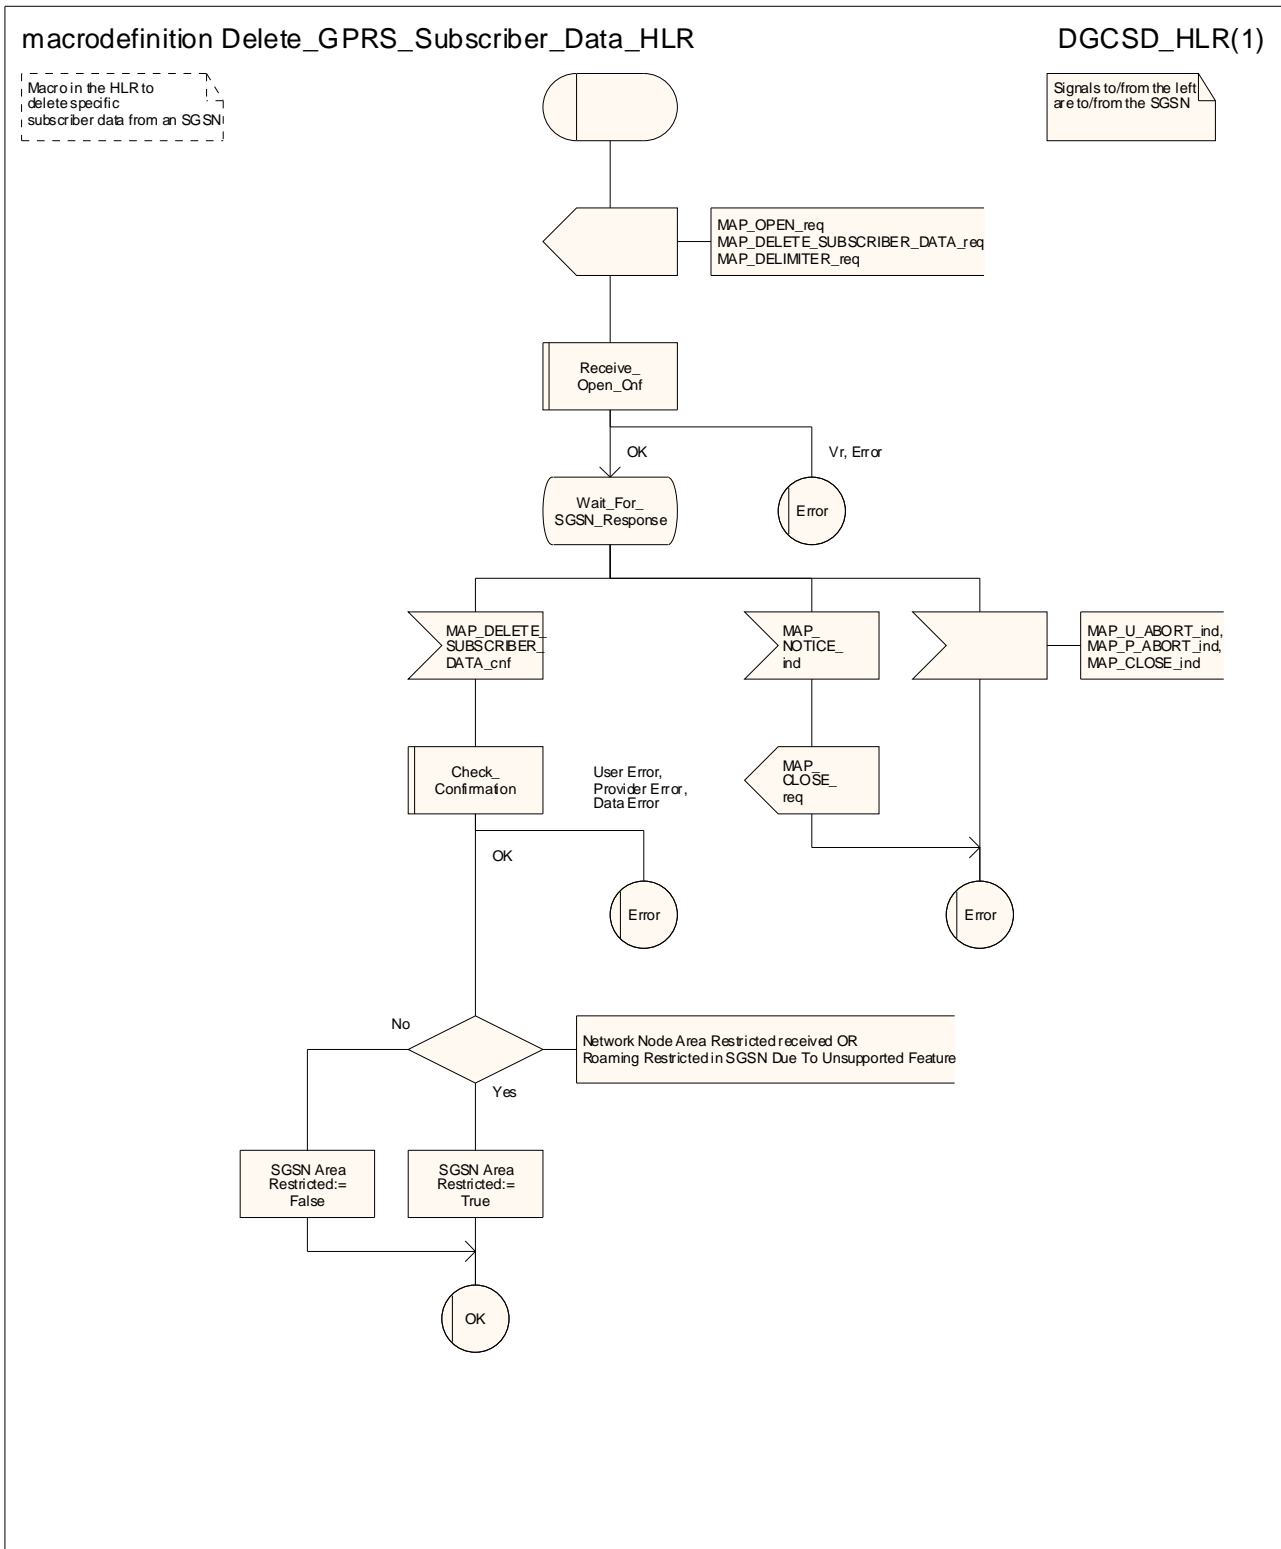 macrodefinition Delete_GPRS_Subscriber_Data_HLR
DGCSD_HLR(1)
Macro in the HLR to
delete specific
subscriber data from an SGSN
Signals to/from the left
are to/from the SGSN
MAP_OPEN_req
MAP_DELETE_SUBSCRIBER_DATA_req
MAP_DELIMITER_req
Receive_
Open_Cnf
OK
Vr, Error
Wait_For_
SGSN_Response
Error
MAP_DELETE_
SUBSCRIBER_
DATA_cnf
MAP_
NOTICE_
ind
MAP_U_ABORT_ind,
MAP_P_ABORT_ind,
MAP_CLOSE_ind
Check_
Confirmation
User Error,
Provider Error,
Data Error
MAP_
CLOSE_
req
OK
Error
Error
No
Network Node Area Restricted received OR
Roaming Restricted in SGSN Due To Unsupported Feature
Yes
SGSN Area
Restricted:=
False
SGSN Area
Restricted:=
True
OK